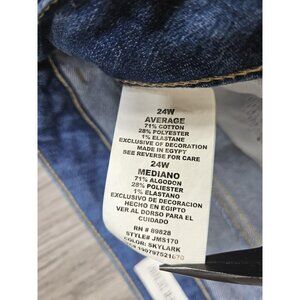 24W
AVERAGE
71% COTTON
28% POLYESTER
1% ELASTANE
EXCLUSIVE OF DECORATION
MADE IN EGYPT
SEE REVERSE FOR CARE
24W
MEDIANO
71% ALGODON
28% POLIESTER
1% ELASTANO
EXCLUSIVO DE DECORACION
HECHO EN EGIPTO
VER AL DORSO PARA EL
CUIDADO
RN # 89828
STYLE# JMS170
COLOR: SKYLARK